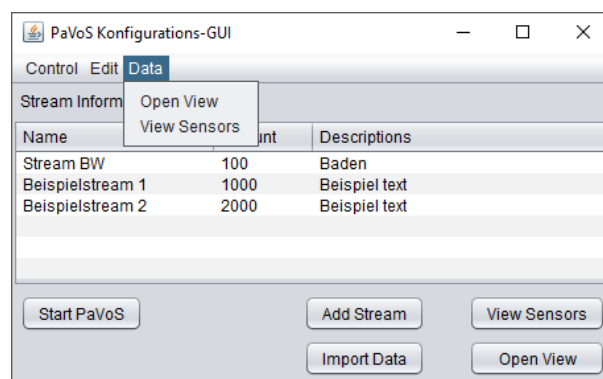 PaVoS Konfigurations-GUI
Control Edit Data
Stream Inform
Open View
View Sensors
Name unt Descriptions
Stream BW 100 Baden
Beispielstream 1 1000 Beispiel text
Beispielstream 2 2000 Beispiel text
Start PaVoS Add Stream View Sensors
Import Data Open View